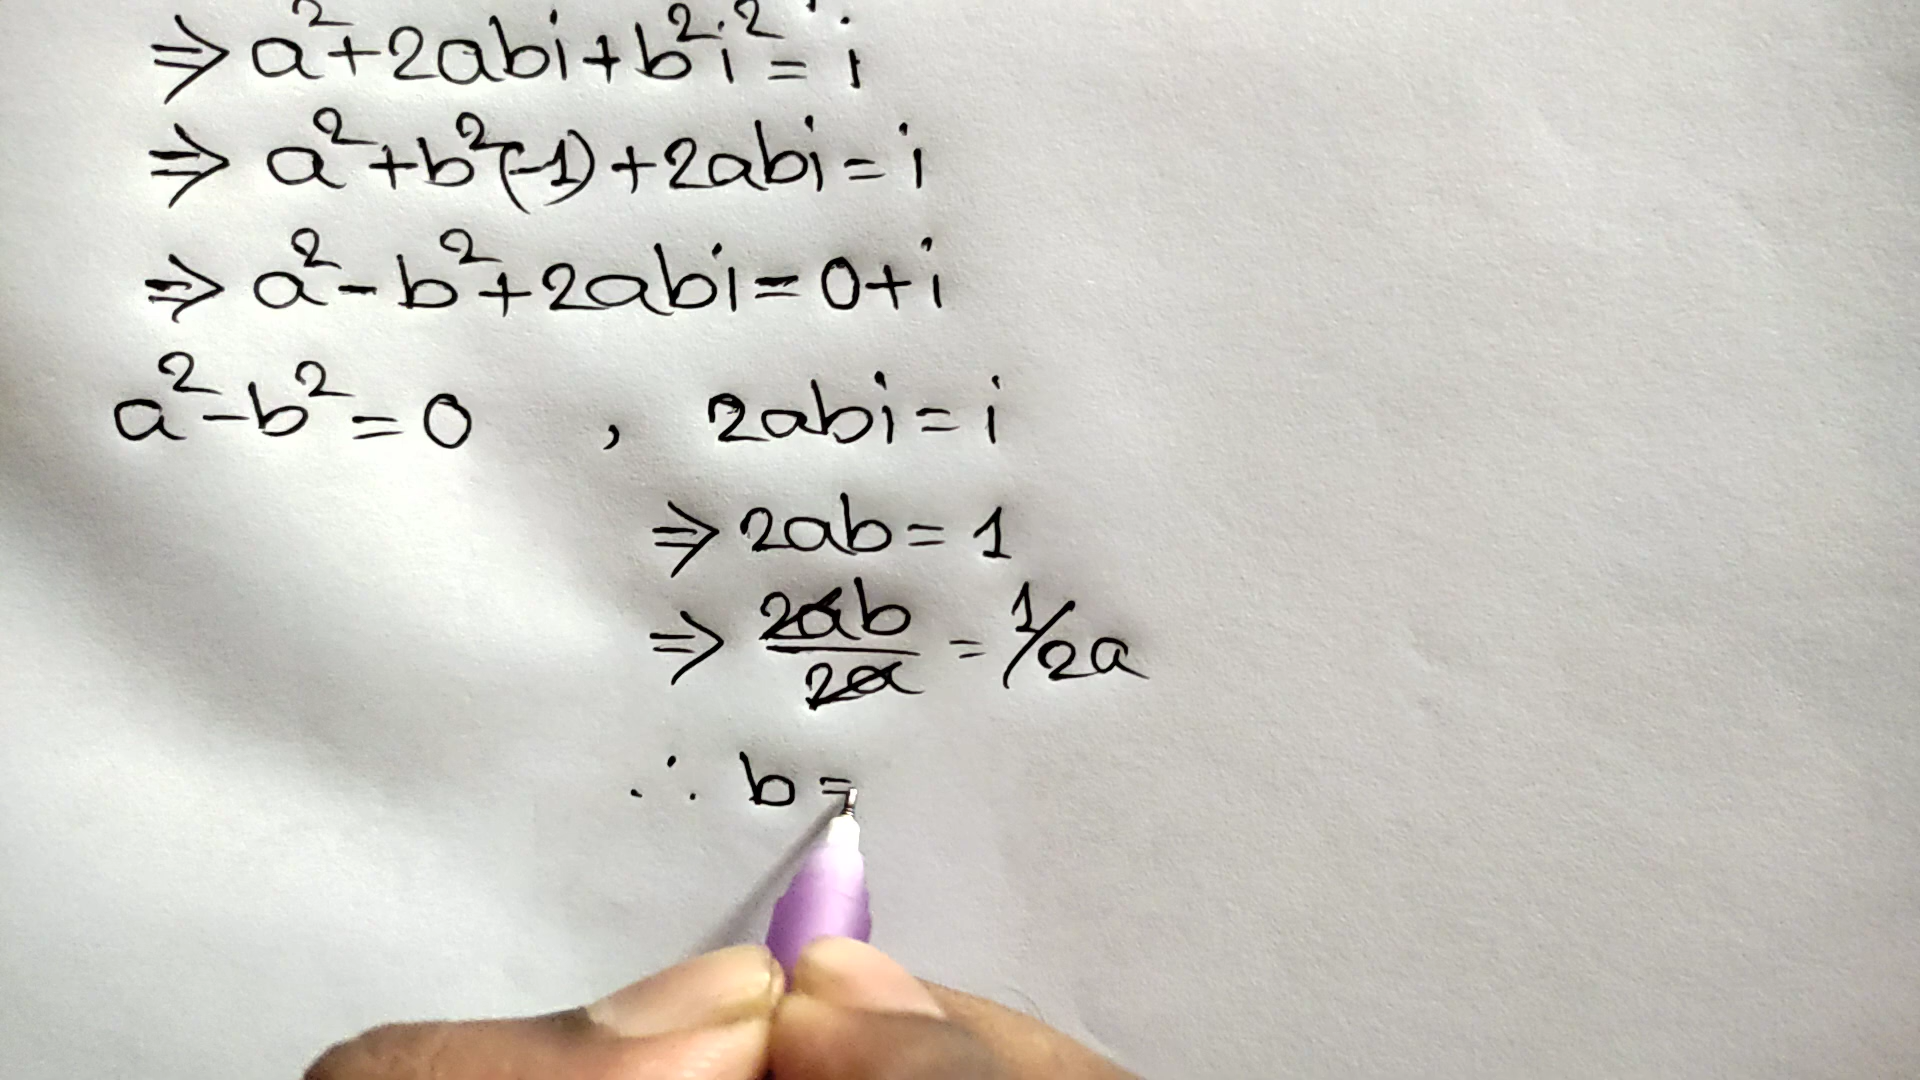 ⇒ a²+2abi+b²i² = i
⇒ a²+b²(-1)+2abi = i
⇒ a²-b²+2abi = 0+i
a²-b² = 0 , 2abi = i
⇒ 2ab = 1
⇒ 2ab/2a = 1/2a
∴ b =